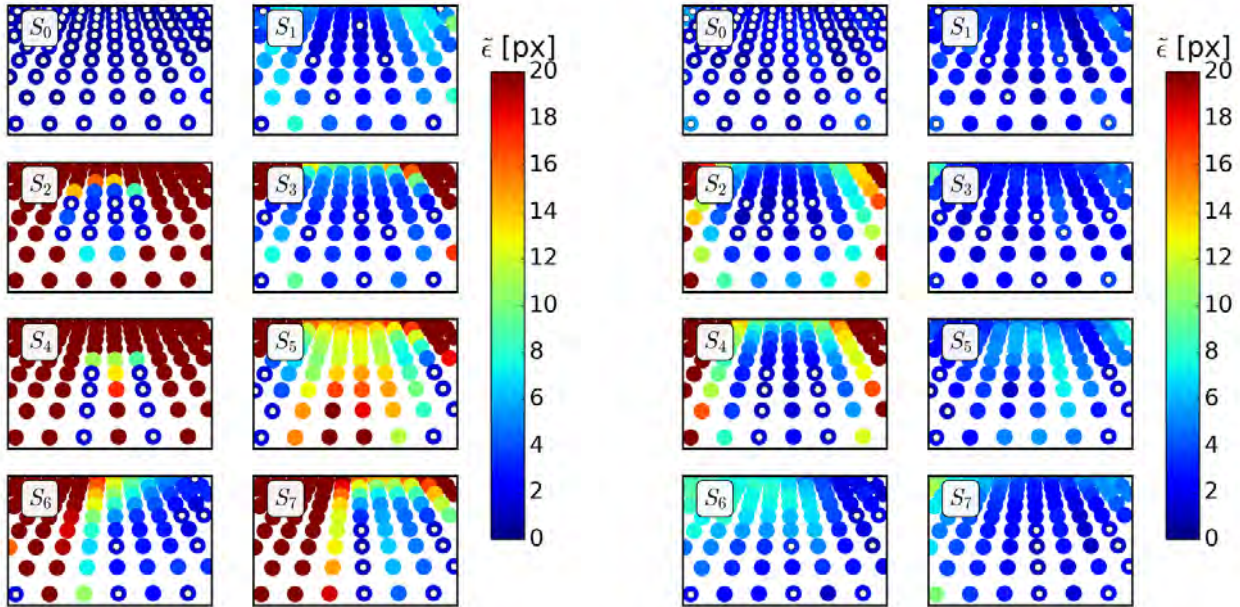 S0 S1 S0 S1
ϵ̃ [px] ϵ̃ [px]
20 20
18 18
S2 S3 S2 S3
16 16
14 14
12 12
10 10
S4 S5 S4 S5
8 8
6 6
4 4
S6 S7 S6 S7
2 2
0 0